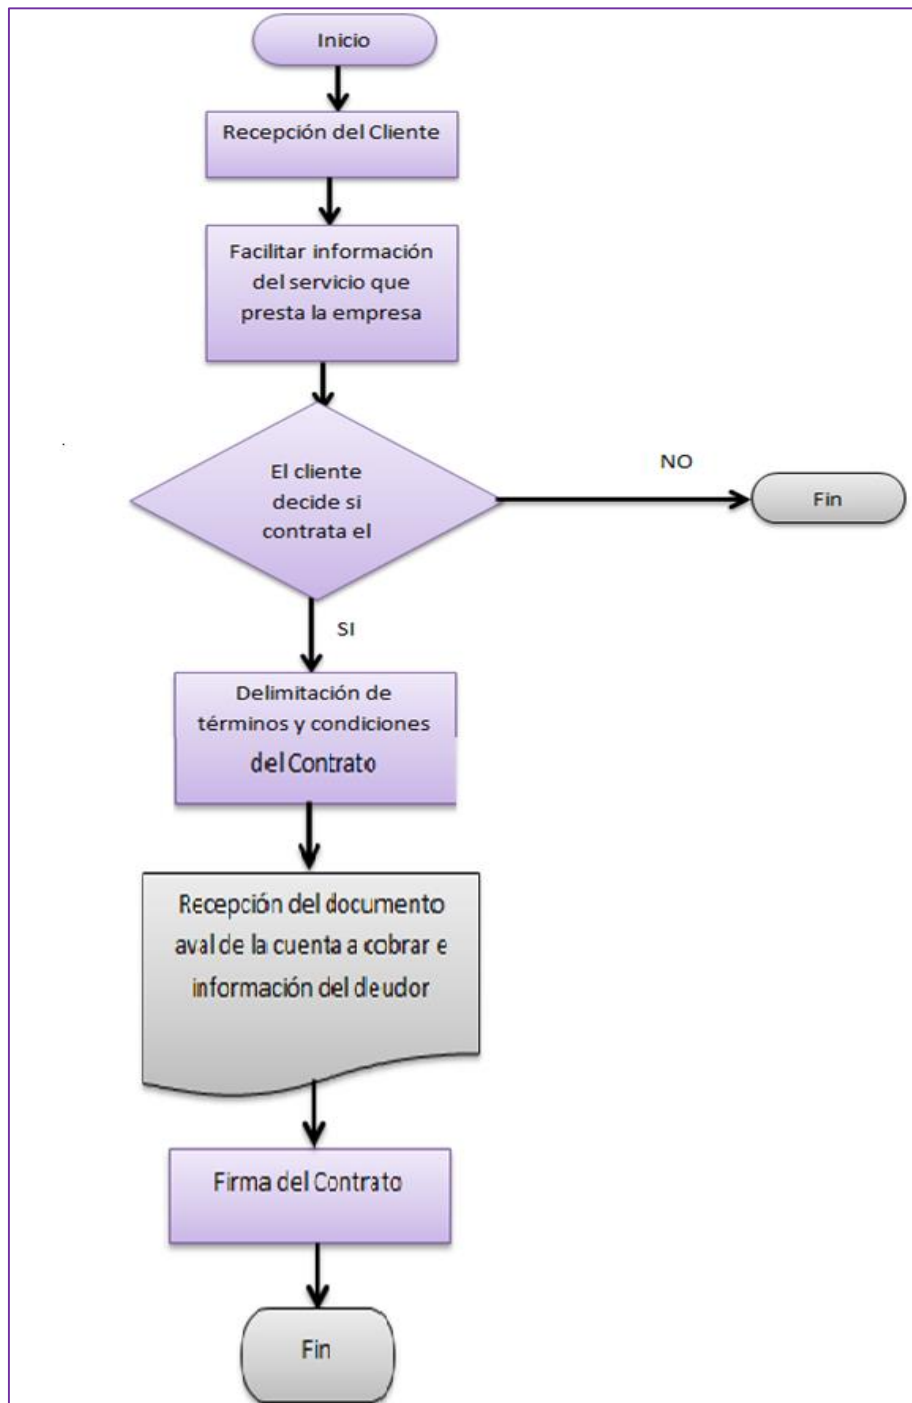 Inicio
Recepción del Cliente
Facilitar información
del servicio que
presta la empresa
El cliente
decide si
contrata el
NO
Fin
SI
Delimitación de
términos y condiciones
del Contrato
Recepción del documento
aval de la cuenta a cobrar e
información del deudor
Firma del Contrato
Fin